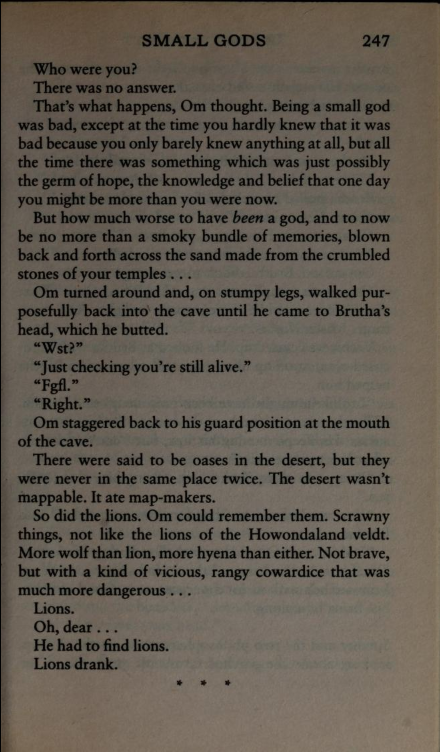 SMALL GODS 247
Who were you?
There was no answer.
That's what happens, Om thought. Being a small god
was bad, except at the time you hardly knew that it was
bad because you only barely knew anything at all, but all
the time there was something which was just possibly
the germ of hope, the knowledge and belief that one day
you might be more than you were now.
But how much worse to have been a god, and to now
be no more than a smoky bundle of memories, blown
back and forth across the sand made from the crumbled
stones of your temples . . .
Om turned around and, on stumpy legs, walked pur-
posefully back into the cave until he came to Brutha's
head, which he butted.
“Wst?”
“Just checking you're still alive.”
“Fgfl.”
“Right.”
Om staggered back to his guard position at the mouth
of the cave.
There were said to be oases in the desert, but they
were never in the same place twice. The desert wasn't
mappable. It ate map-makers.
So did the lions. Om could remember them. Scrawny
things, not like the lions of the Howondaland veldt.
More wolf than lion, more hyena than either. Not brave,
but with a kind of vicious, rangy cowardice that was
much more dangerous . . .
Lions.
Oh, dear . . .
He had to find lions.
Lions drank.
* * *